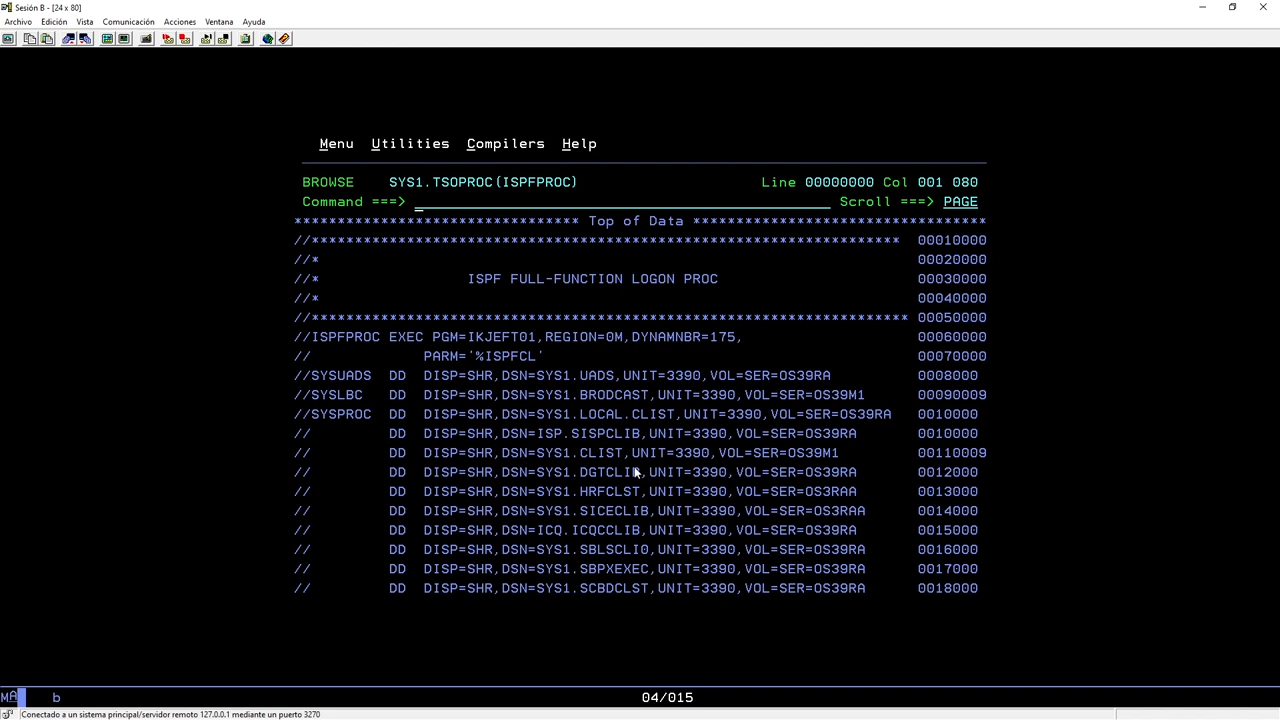 Sesión B - [24 x 80]
Archivo Edición Vista Comunicación Acciones Ventana Ayuda
Menu Utilities Compilers Help
BROWSE SYS1.TSOPROC(ISPFPROC) Line 00000000 Col 001 080
Command ===> Scroll ===> PAGE
******************************** Top of Data **********************************
//******************************************************************** 00010000
//* 00020000
//* ISPF FULL-FUNCTION LOGON PROC 00030000
//* 00040000
//********************************************************************* 00050000
//ISPFPROC EXEC PGM=IKJEFT01,REGION=0M,DYNAMNBR=175, 00060000
// PARM='%ISPFCL' 00070000
//SYSUADS DD DISP=SHR,DSN=SYS1.UADS,UNIT=3390,VOL=SER=OS39RA 0008000
//SYSLBC DD DISP=SHR,DSN=SYS1.BRODCAST,UNIT=3390,VOL=SER=OS39M1 00090009
//SYSPROC DD DISP=SHR,DSN=SYS1.LOCAL.CLIST,UNIT=3390,VOL=SER=OS39RA 0010000
// DD DISP=SHR,DSN=ISP.SISPCLIB,UNIT=3390,VOL=SER=OS39RA 0010000
// DD DISP=SHR,DSN=SYS1.CLIST,UNIT=3390,VOL=SER=OS39M1 00110009
// DD DISP=SHR,DSN=SYS1.DGTCLIB,UNIT=3390,VOL=SER=OS39RA 0012000
// DD DISP=SHR,DSN=SYS1.HRFCLST,UNIT=3390,VOL=SER=OS3RAA 0013000
// DD DISP=SHR,DSN=SYS1.SICECLIB,UNIT=3390,VOL=SER=OS3RAA 0014000
// DD DISP=SHR,DSN=ICQ.ICQCCLIB,UNIT=3390,VOL=SER=OS39RA 0015000
// DD DISP=SHR,DSN=SYS1.SBLSCLI0,UNIT=3390,VOL=SER=OS39RA 0016000
// DD DISP=SHR,DSN=SYS1.SBPXEXEC,UNIT=3390,VOL=SER=OS39RA 0017000
// DD DISP=SHR,DSN=SYS1.SCBDCLST,UNIT=3390,VOL=SER=OS39RA 0018000
MA b 04/015
Conectado a un sistema principal/servidor remoto 127.0.0.1 mediante un puerto 3270